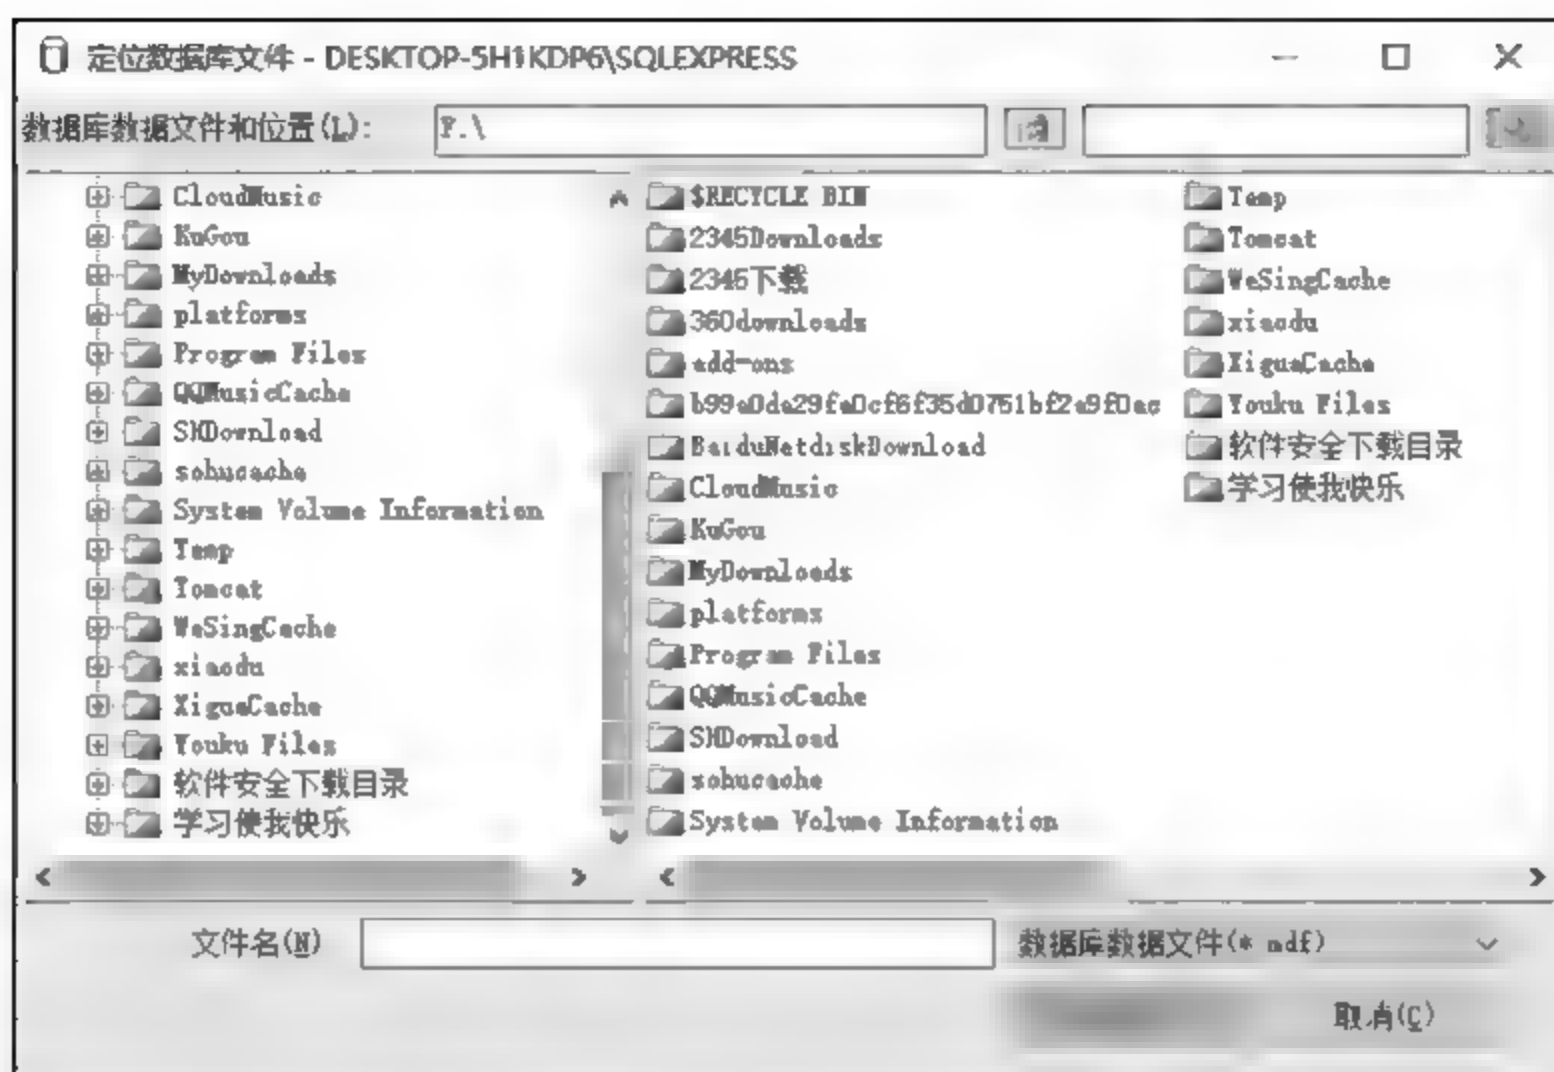 定位数据库文件 - DESKTOP-5H1KDP6\SQLEXPRESS
数据库数据文件和位置(L):
CloudMusic
KuGou
MyDownloads
platforms
Program Files
QQMusicCache
SHDownload
sohucache
System Volume Information
Temp
Tomcat
WeSingCache
xiaodu
XiguaCache
Youku Files
软件安全下载目录
学习使我快乐
$RECYCLE BIN
2345Downloads
2345下载
360downloads
add-ons
BaiduNetdiskDownload
CloudMusic
KuGou
MyDownloads
platforms
Program Files
QQMusicCache
SHDownload
sohucache
System Volume Information
Temp
Tomcat
WeSingCache
xiaodu
XiguaCache
Youku Files
软件安全下载目录
学习使我快乐
文件名(N)
数据库数据文件(* mdf)
取消(C)